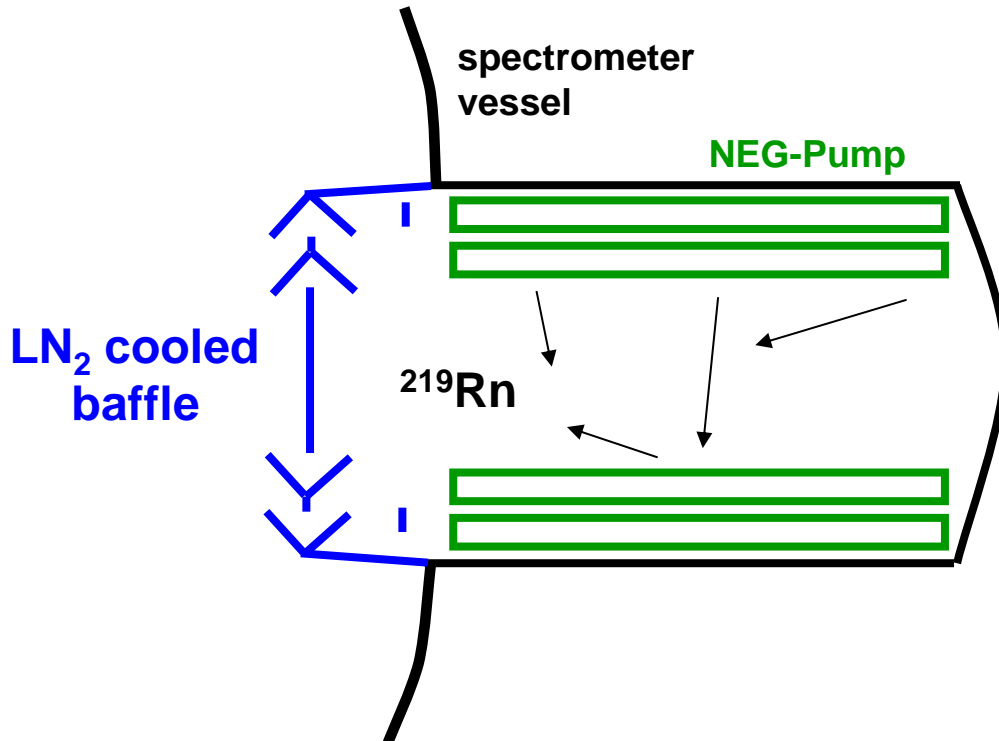 spectrometer
vessel
NEG-Pump
LN₂ cooled
baffle
²¹⁹Rn